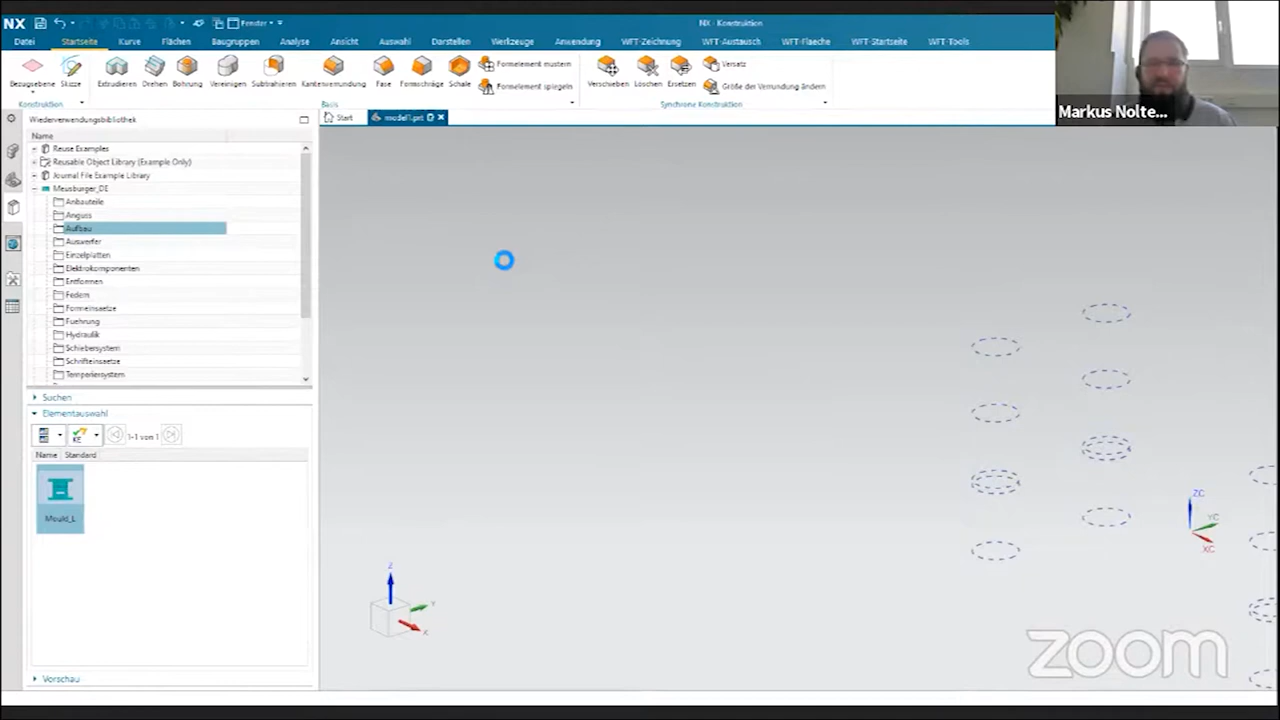 NX
Fenster
NX - Konstruktion
Datei Startseite Kurve Flächen Baugruppen Analyse Ansicht Auswahl Darstellen Werkzeuge Anwendung WFT-Zeichnung WFT-Austausch WFT-Flaeche WFT-Startseite WFT-Tools
Formelement mustern
Versatz
Bezugsebene Skizze Extrudieren Drehen Bohrung Vereinigen Subtrahieren Kantenverrundung Fase Formschräge Schale Verschieben Löschen Ersetzen
Formelement spiegeln
Größe der Verrundung ändern
Konstruktion Basis Synchrone Konstruktion
Markus Nolte...
Wiederverwendungsbibliothek
Start
model1.prt
Name
Reuse Examples
Reusable Object Library (Example Only)
Journal File Example Library
Meusburger_DE
Anbauteile
Anguss
Aufbau
Auswerfer
Einzelplatten
Elektrokomponenten
Entformen
Federn
Formeinsaetze
Fuehrung
Hydraulik
Schiebersystem
Schrifteinsaetze
Temperiersystem
Suchen
Elementauswahl
KE
1-1 von 1
Name Standard
Mould_L
Vorschau
Z
Y
X
ZC
YC
XC
zoom